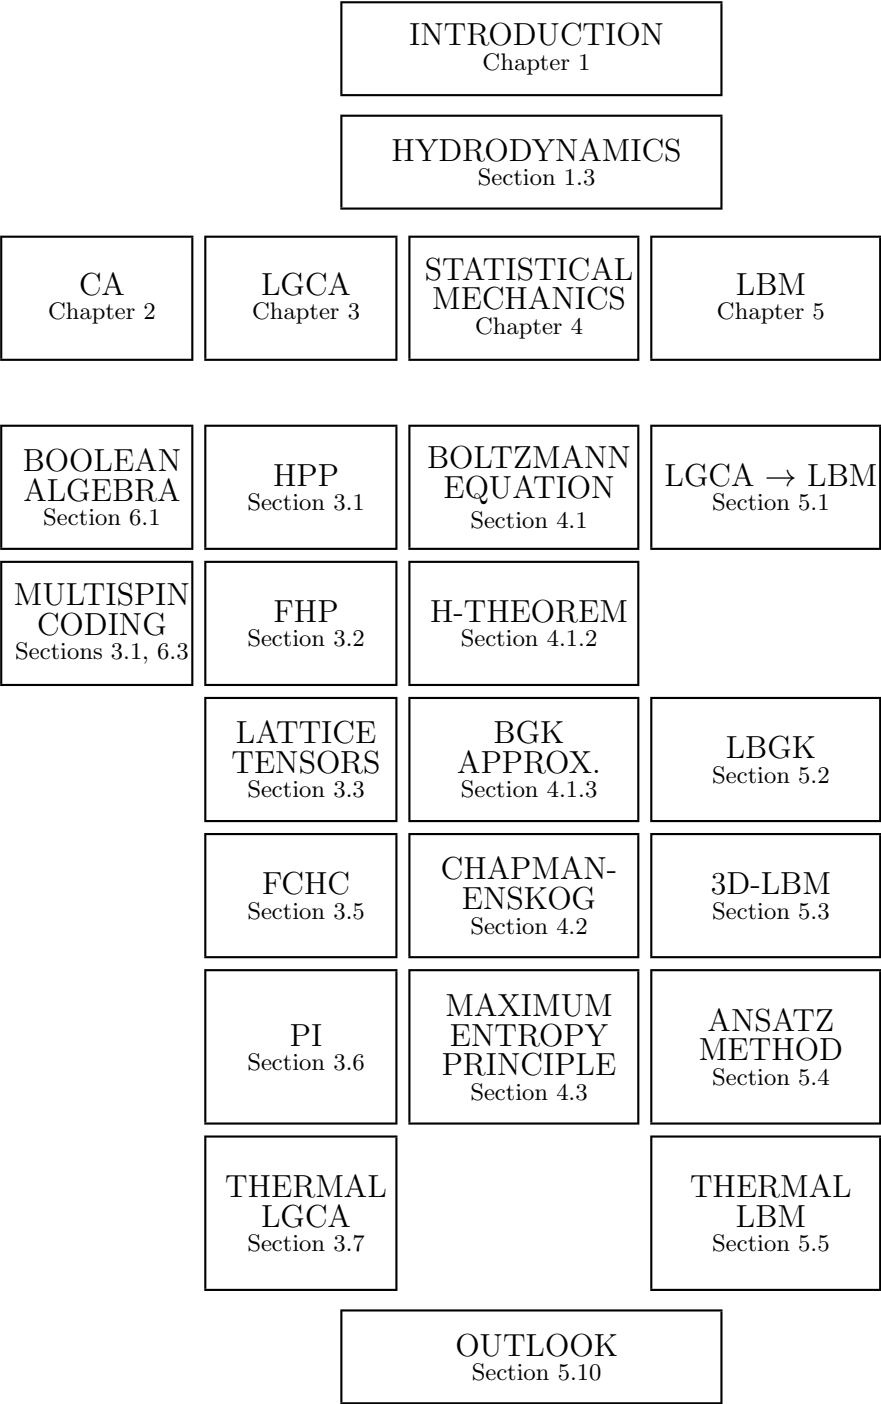 INTRODUCTION
Chapter 1
HYDRODYNAMICS
Section 1.3
CA
Chapter 2
LGCA
Chapter 3
STATISTICAL
MECHANICS
Chapter 4
LBM
Chapter 5
BOOLEAN
ALGEBRA
Section 6.1
HPP
Section 3.1
BOLTZMANN
EQUATION
Section 4.1
LGCA → LBM
Section 5.1
MULTISPIN
CODING
Sections 3.1, 6.3
FHP
Section 3.2
H-THEOREM
Section 4.1.2
LATTICE
TENSORS
Section 3.3
BGK
APPROX.
Section 4.1.3
LBGK
Section 5.2
FCHC
Section 3.5
CHAPMAN-
ENSKOG
Section 4.2
3D-LBM
Section 5.3
PI
Section 3.6
MAXIMUM
ENTROPY
PRINCIPLE
Section 4.3
ANSATZ
METHOD
Section 5.4
THERMAL
LGCA
Section 3.7
THERMAL
LBM
Section 5.5
OUTLOOK
Section 5.10